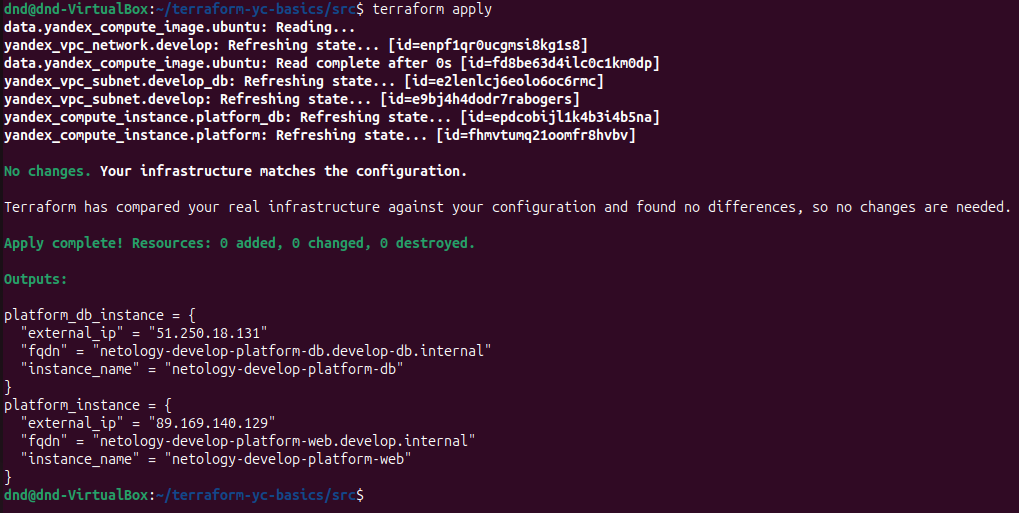 dnd@dnd-VirtualBox:~/terraform-yc-basics/src$ terraform apply
data.yandex_compute_image.ubuntu: Reading...
yandex_vpc_network.develop: Refreshing state... [id=enpf1qr0ucgmsi8kg1s8]
data.yandex_compute_image.ubuntu: Read complete after 0s [id=fd8be63d4ilc0c1km0dp]
yandex_vpc_subnet.develop_db: Refreshing state... [id=e2lenlcj6eolo6oc6rmc]
yandex_vpc_subnet.develop: Refreshing state... [id=e9bj4h4dodr7rabogers]
yandex_compute_instance.platform_db: Refreshing state... [id=epdcobijl1k4b3i4b5na]
yandex_compute_instance.platform: Refreshing state... [id=fhmvtumq21oomfr8hvbv]
No changes. Your infrastructure matches the configuration.
Terraform has compared your real infrastructure against your configuration and found no differences, so no changes are needed.
Apply complete! Resources: 0 added, 0 changed, 0 destroyed.
Outputs:
platform_db_instance = {
  "external_ip" = "51.250.18.131"
  "fqdn" = "netology-develop-platform-db.develop-db.internal"
  "instance_name" = "netology-develop-platform-db"
}
platform_instance = {
  "external_ip" = "89.169.140.129"
  "fqdn" = "netology-develop-platform-web.develop.internal"
  "instance_name" = "netology-develop-platform-web"
}
dnd@dnd-VirtualBox:~/terraform-yc-basics/src$